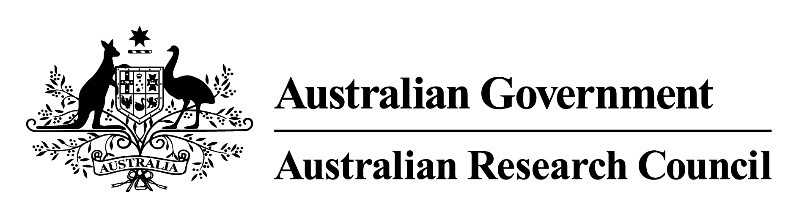 AUSTRALIA
Australian Government
Australian Research Council